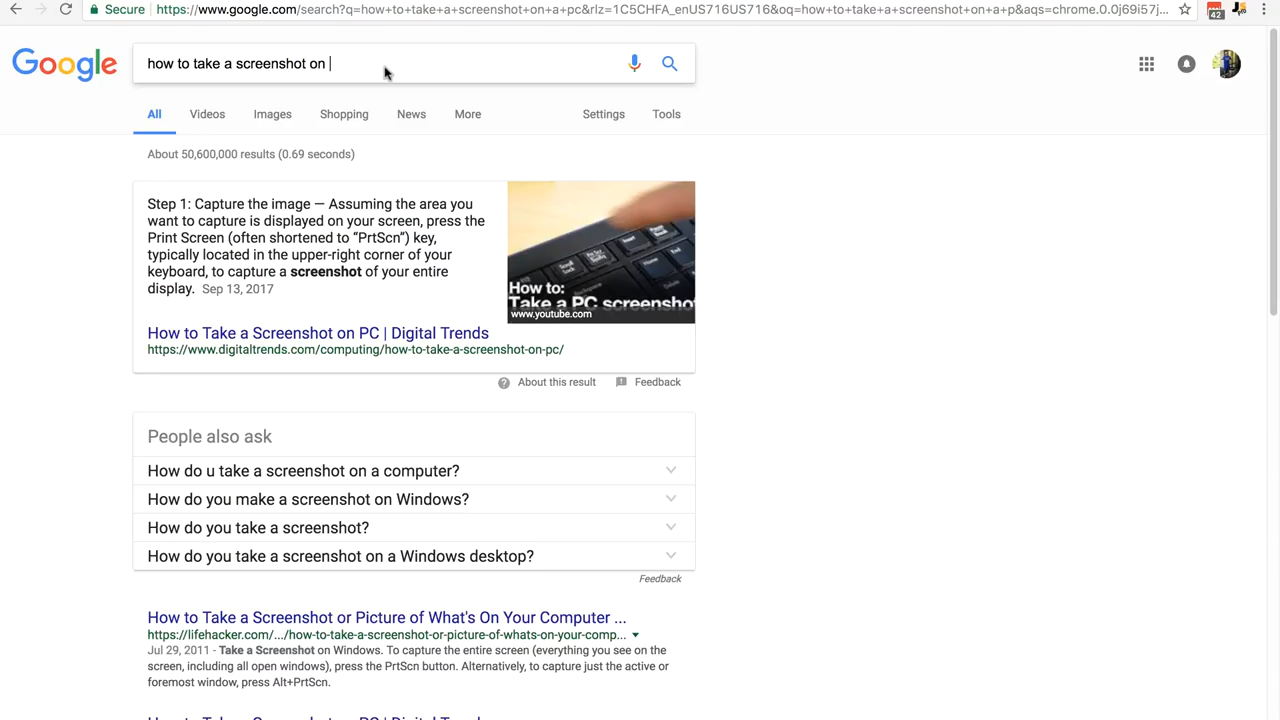 Secure https://www.google.com/search?q=how+to+take+a+screenshot+on+a+pc&rlz=1C5CHFA_enUS716US716&oq=how+to+take+a+screenshot+on+a+p&aqs=chrome.0.0j69i57j...
42
Google
how to take a screenshot on
All Videos Images Shopping News More Settings Tools
About 50,600,000 results (0.69 seconds)
Step 1: Capture the image — Assuming the area you
want to capture is displayed on your screen, press the
Print Screen (often shortened to “PrtScn”) key,
typically located in the upper-right corner of your
keyboard, to capture a screenshot of your entire
display. Sep 13, 2017
How to:
Take a PC screenshot
www.youtube.com
How to Take a Screenshot on PC | Digital Trends
https://www.digitaltrends.com/computing/how-to-take-a-screenshot-on-pc/
About this result Feedback
People also ask
How do u take a screenshot on a computer?
How do you make a screenshot on Windows?
How do you take a screenshot?
How do you take a screenshot on a Windows desktop?
Feedback
How to Take a Screenshot or Picture of What's On Your Computer ...
https://lifehacker.com/.../how-to-take-a-screenshot-or-picture-of-whats-on-your-comp...
Jul 29, 2011 - Take a Screenshot on Windows. To capture the entire screen (everything you see on the
screen, including all open windows), press the PrtScn button. Alternatively, to capture just the active or
foremost window, press Alt+PrtScn.